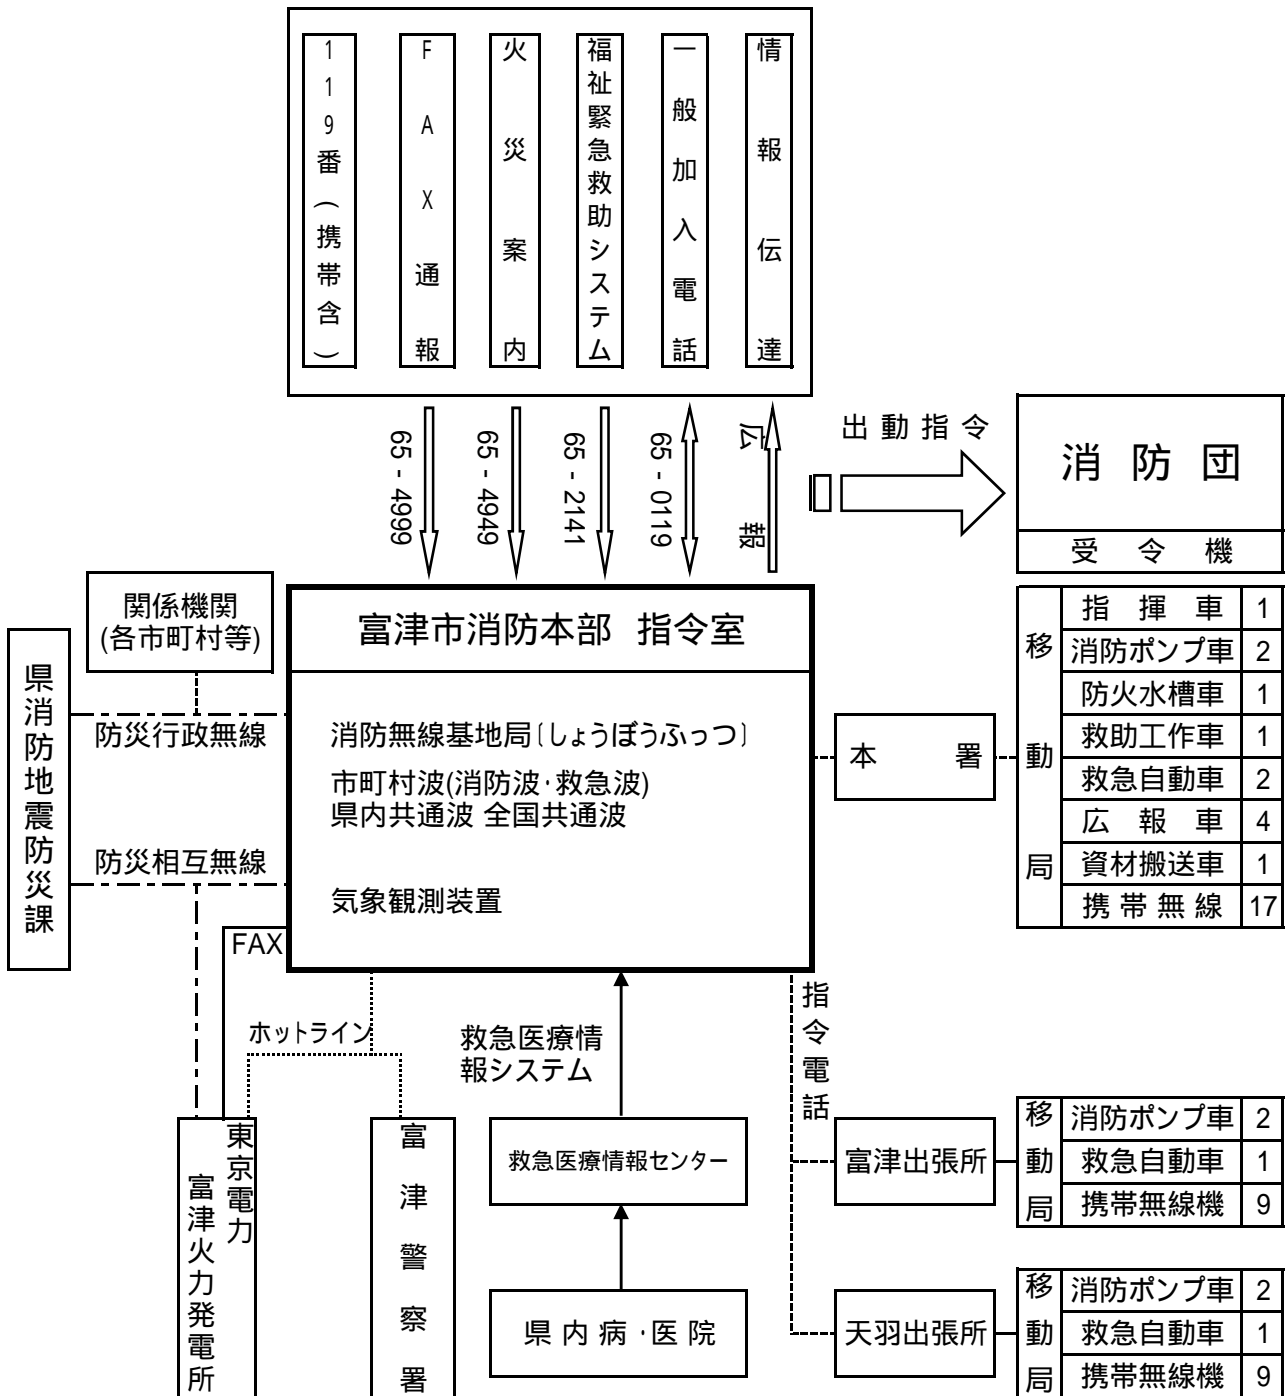 119番(携帯含)
FAX通報
火災案内
福祉緊急救助システム
一般加入電話
情報伝達
65-4999
65-4949
65-2141
65-0119
広報
出動指令
消防団
受令機
関係機関
(各市町村等)
県消防地震防災課
防災行政無線
防災相互無線
富津市消防本部 指令室
消防無線基地局〔しょうぼうふっつ〕
市町村波(消防波・救急波)
県内共通波 全国共通波
気象観測装置
本署
移動局
指揮車 1
消防ポンプ車 2
防火水槽車 1
救助工作車 1
救急自動車 2
広報車 4
資材搬送車 1
携帯無線 17
FAX
ホットライン
救急医療情
報システム
指令電話
東京電力
富津火力発電所
富津警察署
救急医療情報センター
県内病・医院
富津出張所
移動局
消防ポンプ車 2
救急自動車 1
携帯無線機 9
天羽出張所
移動局
消防ポンプ車 2
救急自動車 1
携帯無線機 9